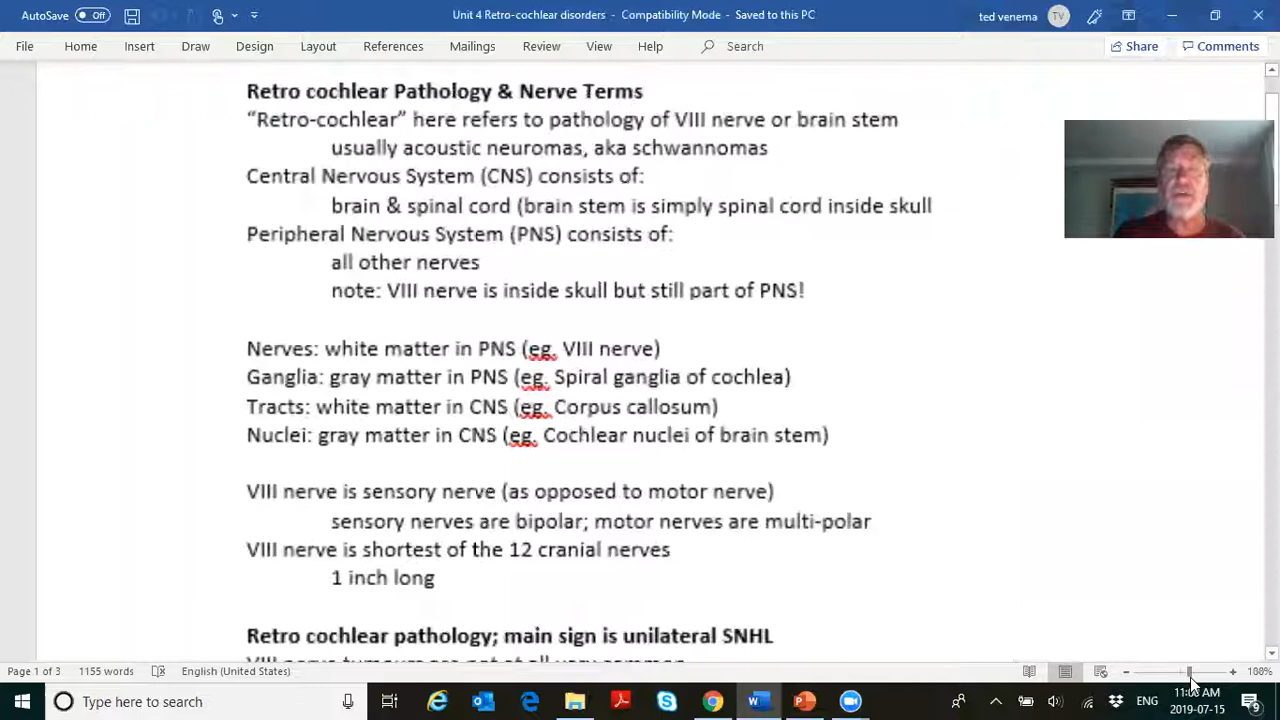 AutoSave Off
Unit 4 Retro-cochlear disorders - Compatibility Mode - Saved to this PC
ted venema TV
File Home Insert Draw Design Layout References Mailings Review View Help Search Share Comments
Retro cochlear Pathology & Nerve Terms
“Retro-cochlear” here refers to pathology of VIII nerve or brain stem
usually acoustic neuromas, aka schwannomas
Central Nervous System (CNS) consists of:
brain & spinal cord (brain stem is simply spinal cord inside skull
Peripheral Nervous System (PNS) consists of:
all other nerves
note: VIII nerve is inside skull but still part of PNS!
Nerves: white matter in PNS (eg. VIII nerve)
Ganglia: gray matter in PNS (eg. Spiral ganglia of cochlea)
Tracts: white matter in CNS (eg. Corpus callosum)
Nuclei: gray matter in CNS (eg. Cochlear nuclei of brain stem)
VIII nerve is sensory nerve (as opposed to motor nerve)
sensory nerves are bipolar; motor nerves are multi-polar
VIII nerve is shortest of the 12 cranial nerves
1 inch long
Retro cochlear pathology; main sign is unilateral SNHL
VIII nerve tumours are not at all very common
Page 1 of 3 1155 words English (United States) 100%
Type here to search
ENG
2019-07-15